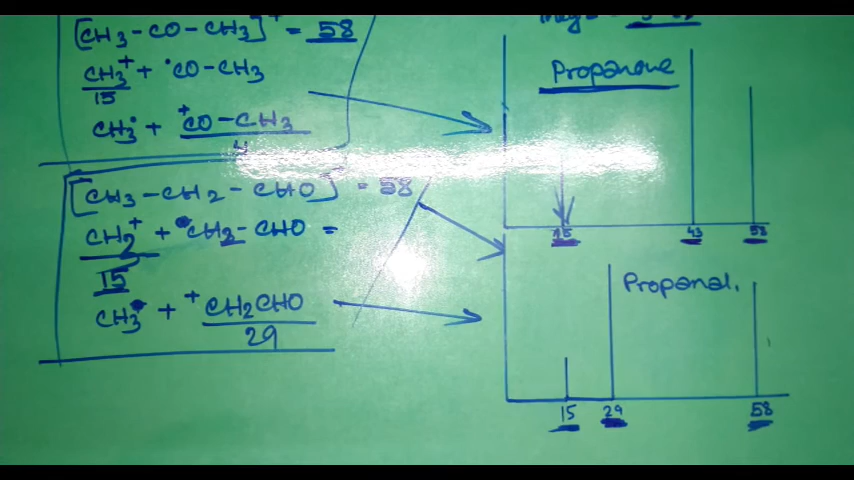 [CH3-CO-CH3]+ = 58
CH3+ + •CO-CH3
15
CH3• + +CO-CH3
[CH3-CH2-CHO] = 58
CH2+ + •CH2-CHO =
15
CH3• + +CH2CHO
29
Propanone
15 43 58
Propanal.
15 29 58